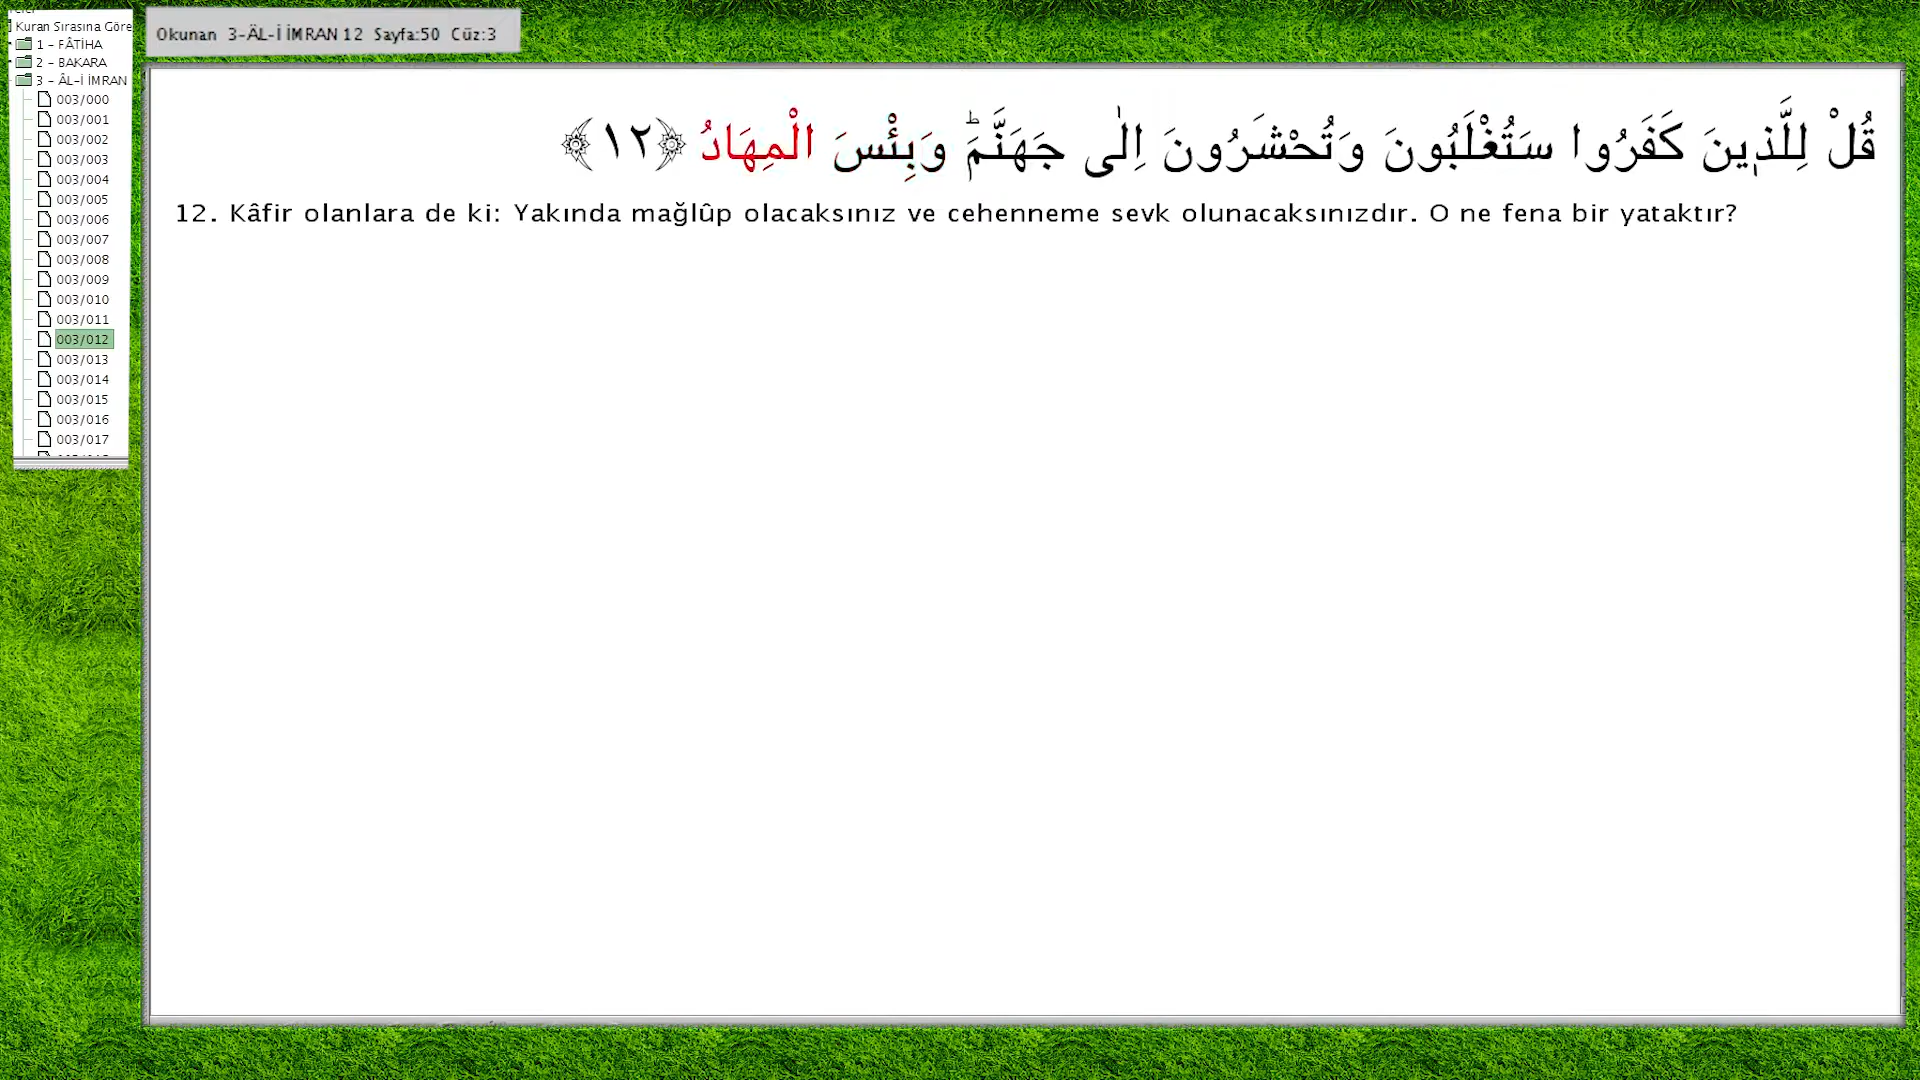 Kuran Sırasına Göre
1 - FÂTİHA
2 - BAKARA
3 - ÂL-İ İMRAN
003/000
003/001
003/002
003/003
003/004
003/005
003/006
003/007
003/008
003/009
003/010
003/011
003/012
003/013
003/014
003/015
003/016
003/017
Okunan 3-ÂL-İ İMRAN 12 Sayfa:50 Cüz:3
قُلْ لِلَّذ۪ينَ كَفَرُوا سَتُغْلَبُونَ وَتُحْشَرُونَ اِلٰى جَهَنَّمَۜ وَبِئْسَ الْمِهَادُ ﴿١٢﴾
12. Kâfir olanlara de ki: Yakında mağlûp olacaksınız ve cehenneme sevk olunacaksınızdır. O ne fena bir yataktır?